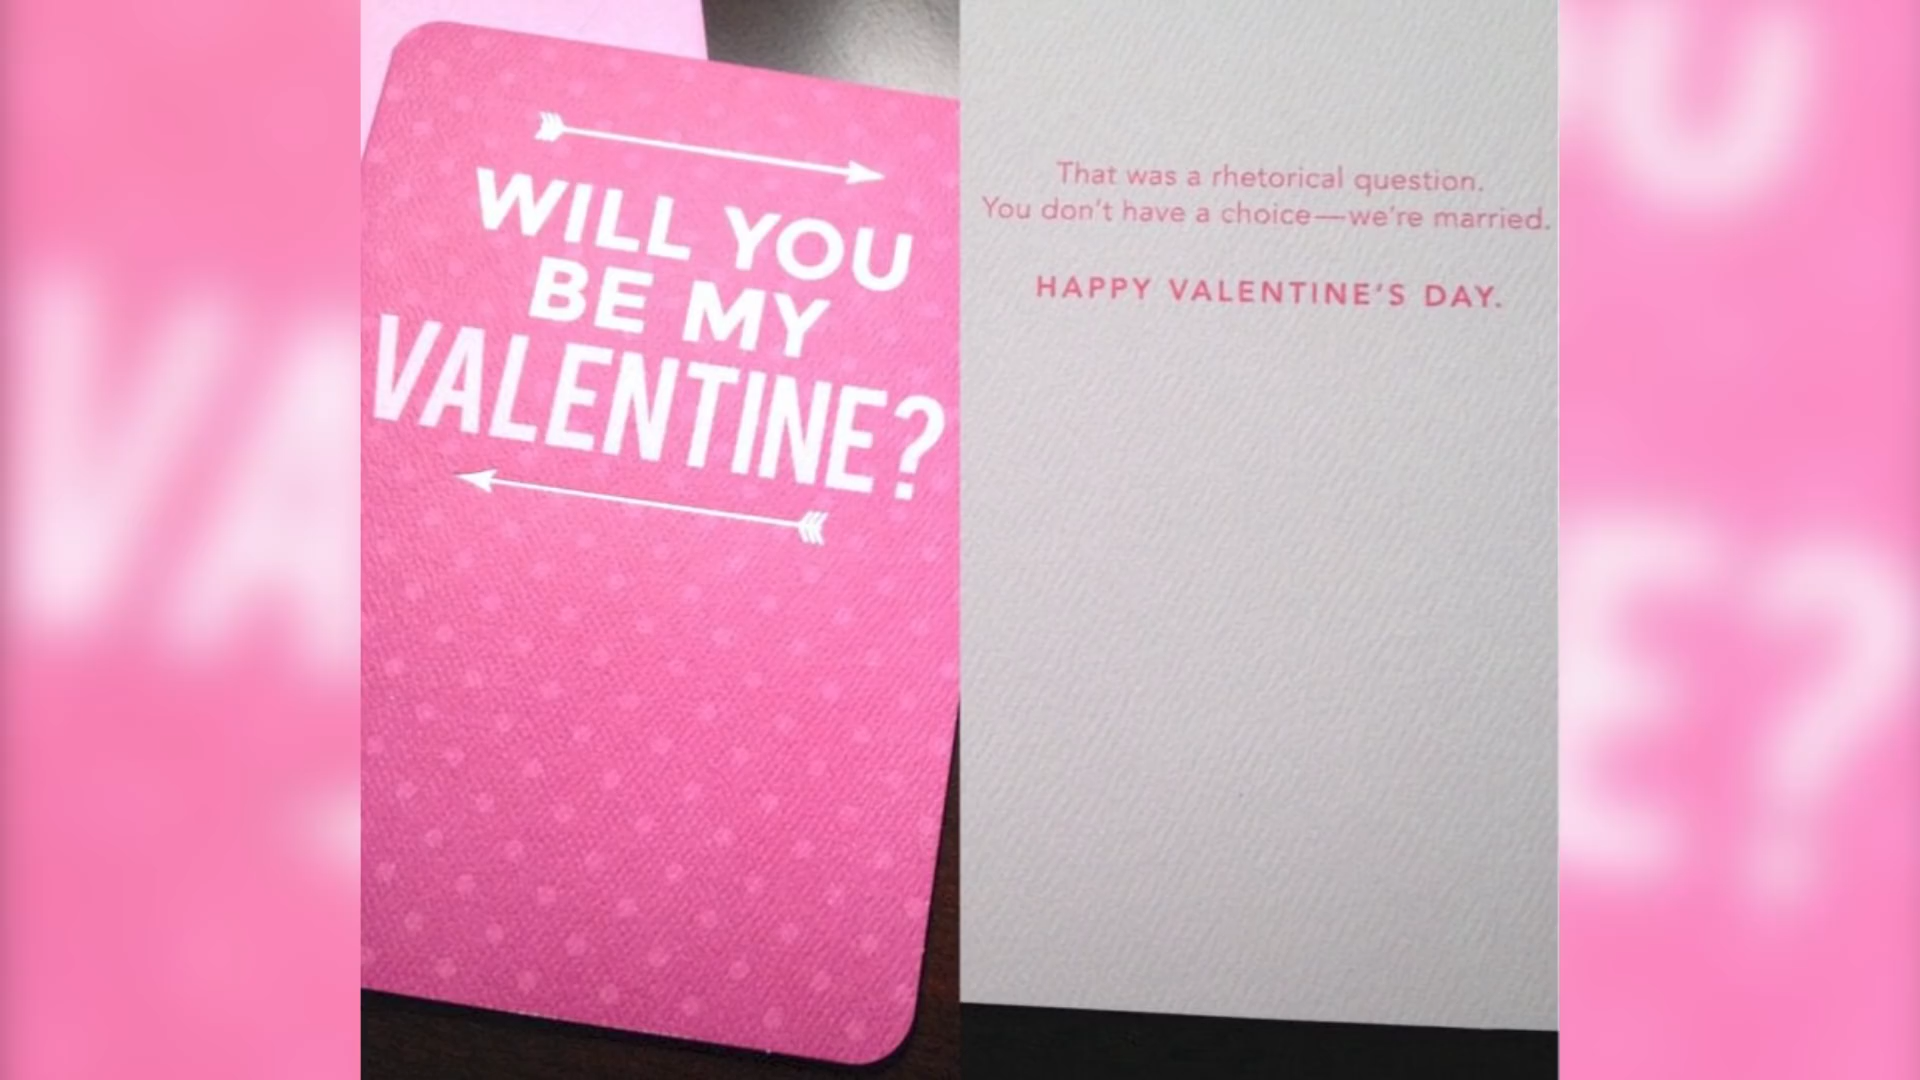 WILL YOU
BE MY
VALENTINE?
That was a rhetorical question.
You don't have a choice—we're married.
HAPPY VALENTINE'S DAY.